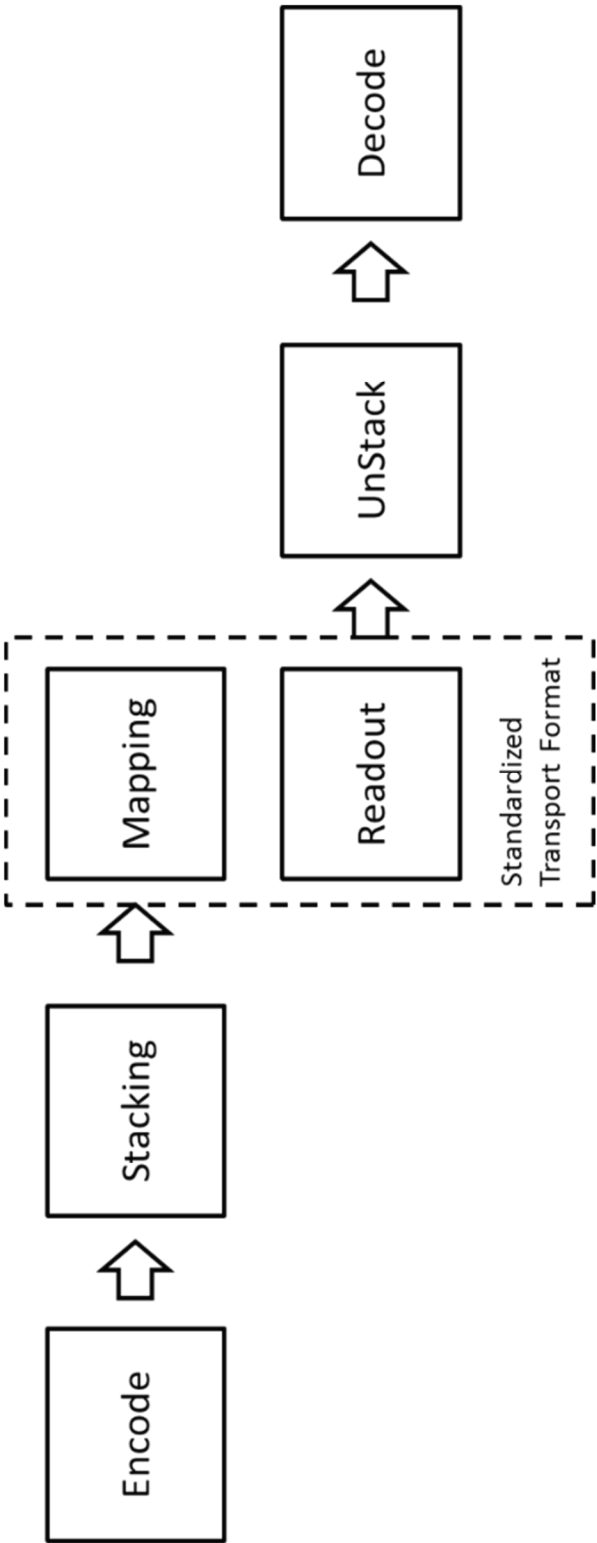 Encode
Stacking
Mapping
Readout
Standardized
Transport Format
UnStack
Decode